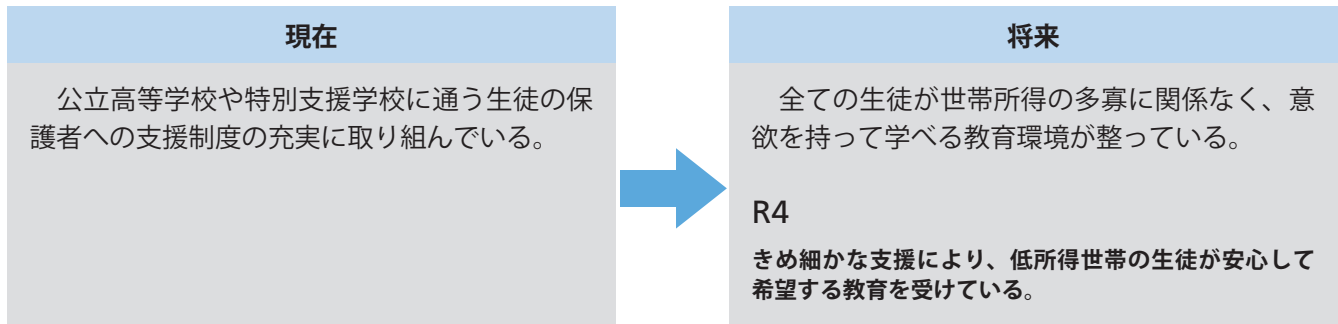 現在
公立高等学校や特別支援学校に通う生徒の保
護者への支援制度の充実に取り組んでいる。
将来
全ての生徒が世帯所得の多寡に関係なく、意
欲を持って学べる教育環境が整っている。
R4
きめ細かな支援により、低所得世帯の生徒が安心して
希望する教育を受けている。